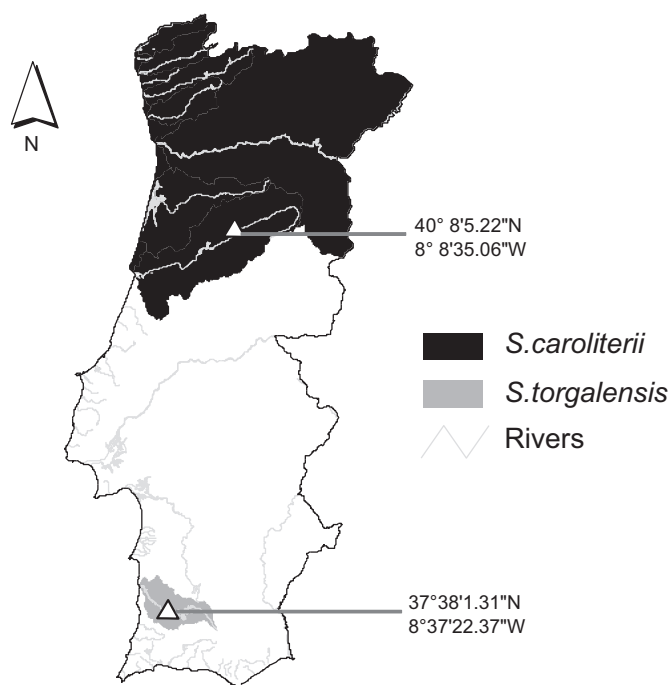 N
40° 8'5.22"N
8° 8'35.06"W
S.caroliterii
S.torgalensis
Rivers
37°38'1.31"N
8°37'22.37"W